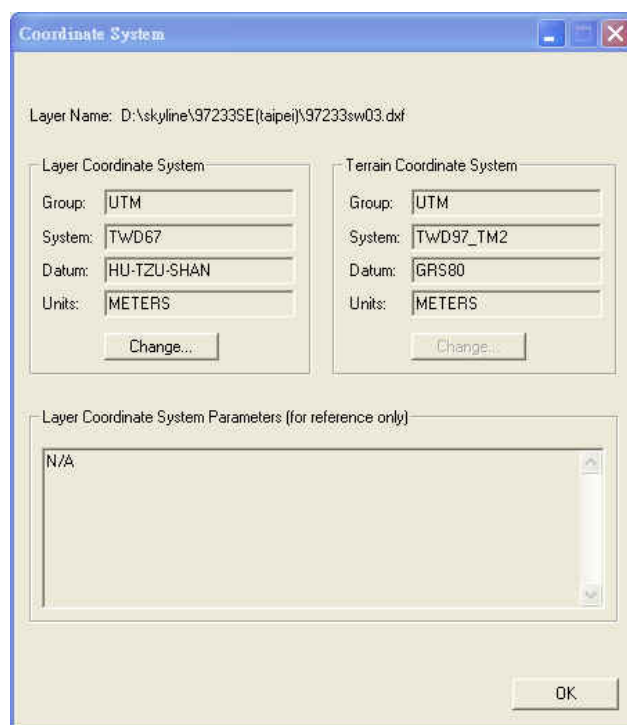 Coordinate System
Layer Name: D:\skyline\97233SE(taipei)\97233sw03.dxf
Layer Coordinate System
Group: UTM
System: TWD67
Datum: HU-TZU-SHAN
Units: METERS
Change...
Terrain Coordinate System
Group: UTM
System: TWD97_TM2
Datum: GRS80
Units: METERS
Change...
Layer Coordinate System Parameters (for reference only)
N/A
OK